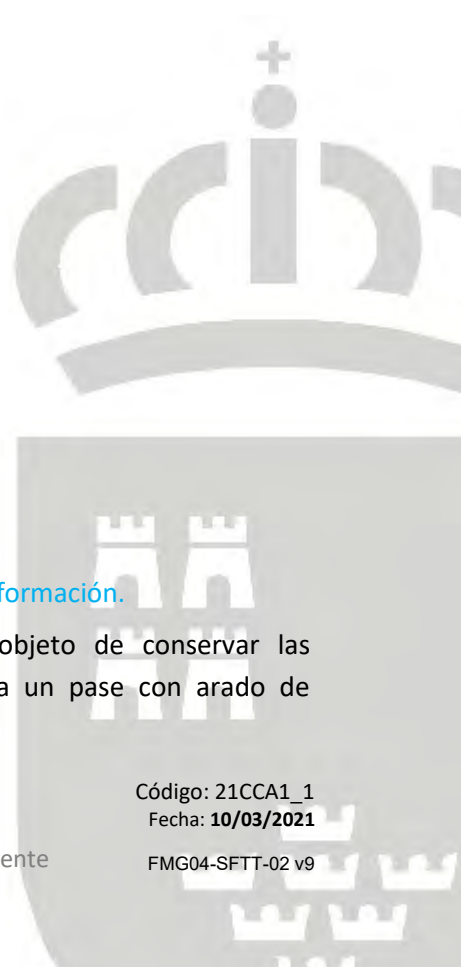 formación.
objeto de conservar las
a un pase con arado de
Código: 21CCA1_1
Fecha: 10/03/2021
ente
FMG04-SFTT-02 v9